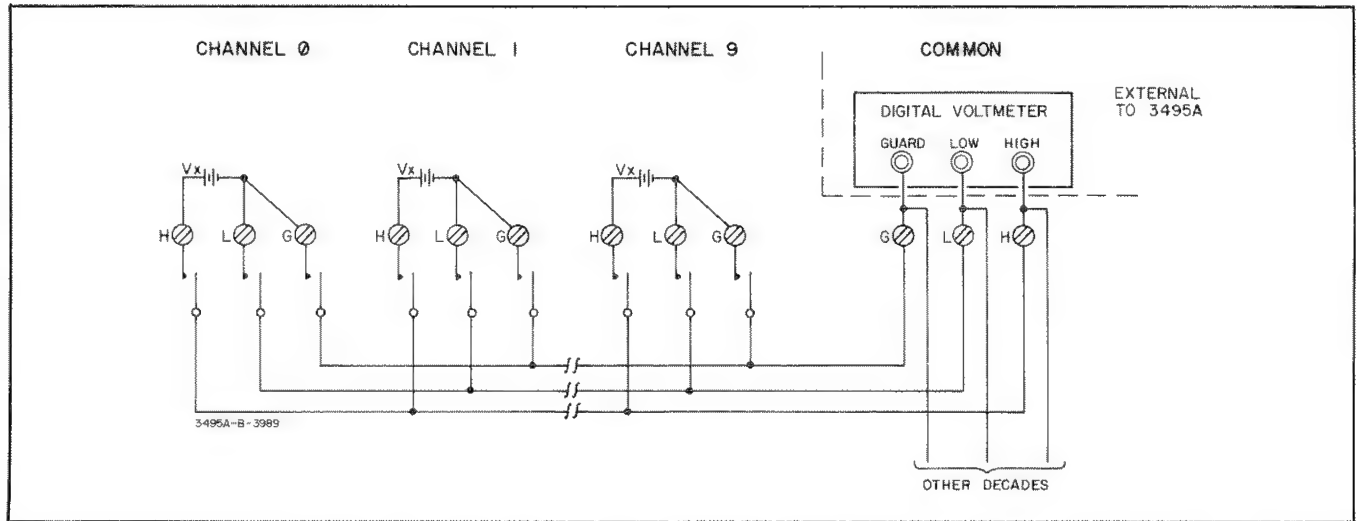 CHANNEL 0 CHANNEL 1 CHANNEL 9 COMMON
EXTERNAL
TO 3495A
DIGITAL VOLTMETER
GUARD LOW HIGH
Vx Vx Vx
H L G H L G H L G G L H
3495A-B-3989
OTHER DECADES